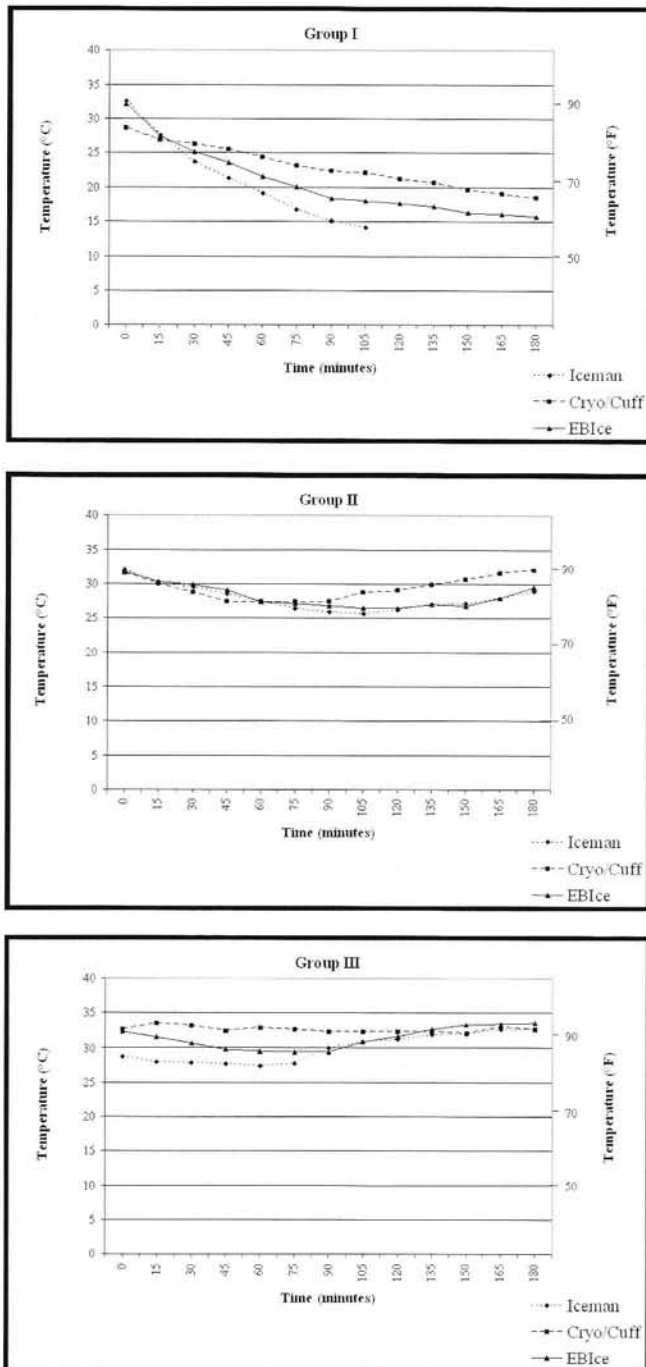 Group I
Temperature (°C)
40
35
30
25
20
15
10
5
0
90
70
50
Temperature (°F)
0 15 30 45 60 75 90 105 120 135 150 165 180
Time (minutes)
Iceman
Cryo/Cuff
EBIce
Group II
Temperature (°C)
40
35
30
25
20
15
10
5
0
90
70
50
Temperature (°F)
0 15 30 45 60 75 90 105 120 135 150 165 180
Time (minutes)
Iceman
Cryo/Cuff
EBIce
Group III
Temperature (°C)
40
35
30
25
20
15
10
5
0
90
70
50
Temperature (°F)
0 15 30 45 60 75 90 105 120 135 150 165 180
Time (minutes)
Iceman
Cryo/Cuff
EBIce